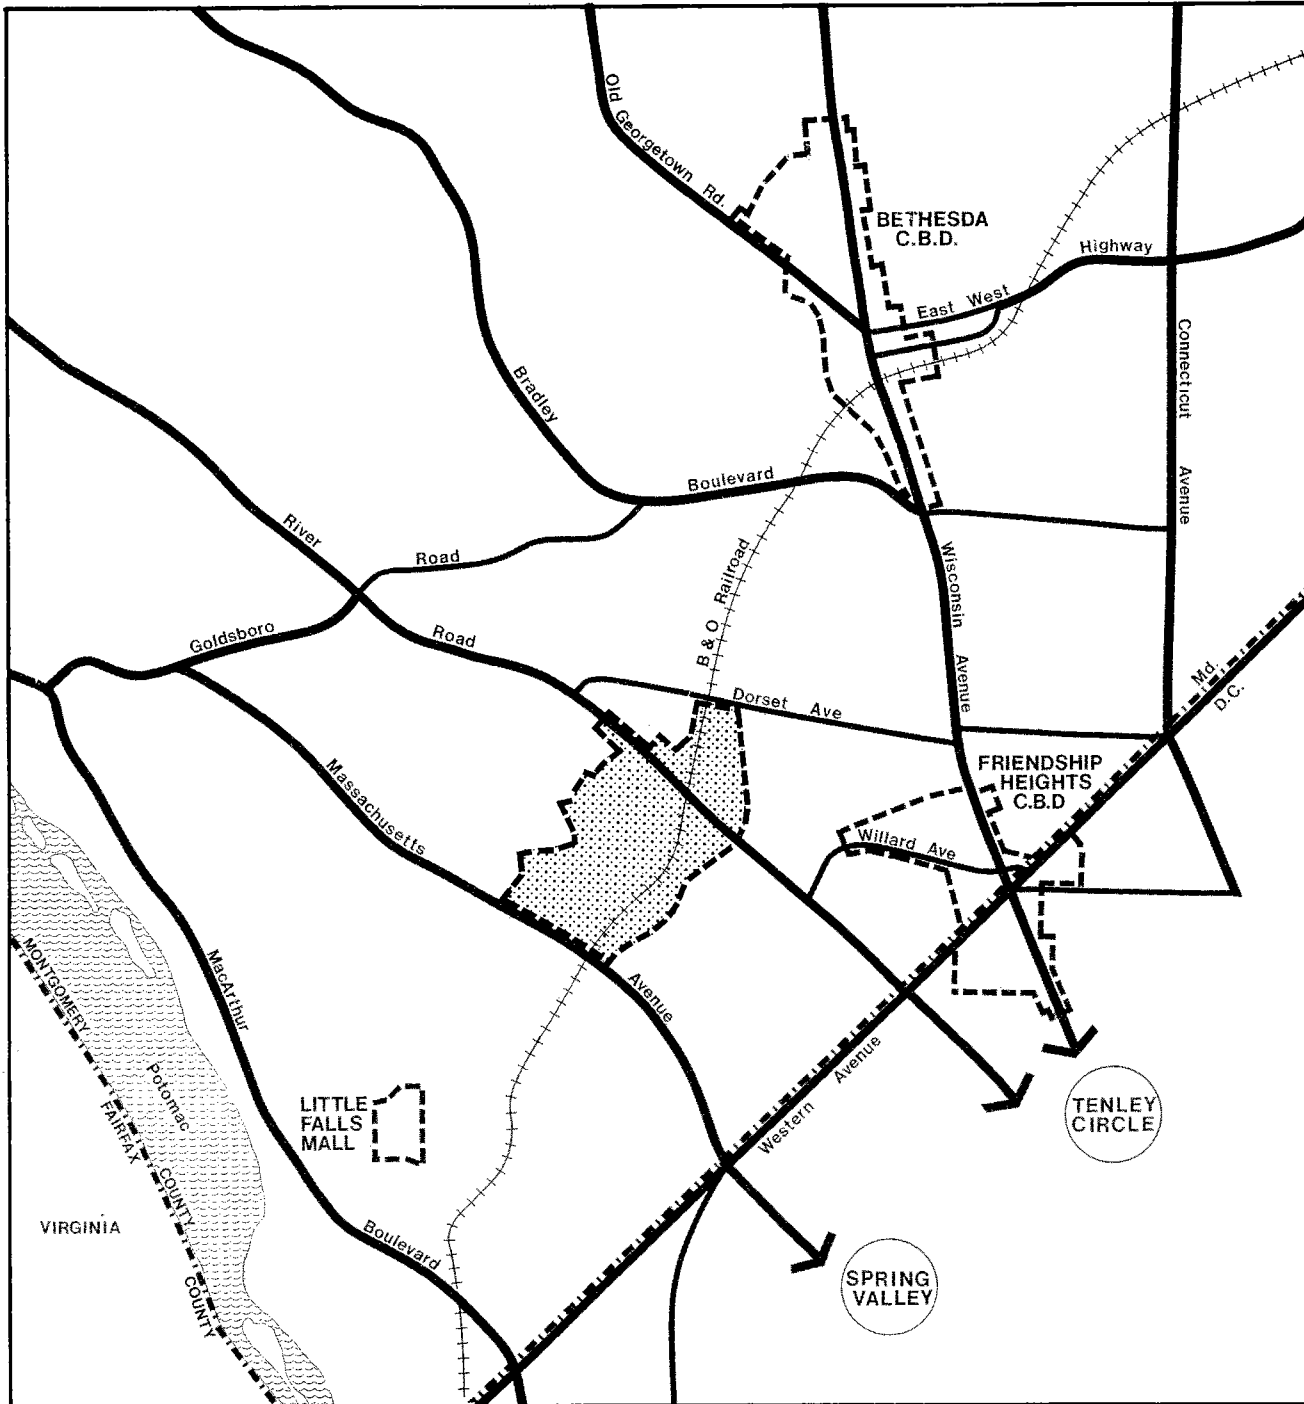 Old Georgetown Rd.
BETHESDA
C.B.D.
Highway
East West
Connecticut Avenue
Bradley
Boulevard
River
Road
Goldsboro
Road
B & O Railroad
Wisconsin
Avenue
Md.
D.C.
Dorset Ave
FRIENDSHIP
HEIGHTS
C.B.D
Massachusetts
Willard Ave
MacArthur
Avenue
MONTGOMERY
COUNTY
Potomac
FAIRFAX
COUNTY
LITTLE
FALLS
MALL
Western Avenue
TENLEY
CIRCLE
VIRGINIA
Boulevard
SPRING
VALLEY